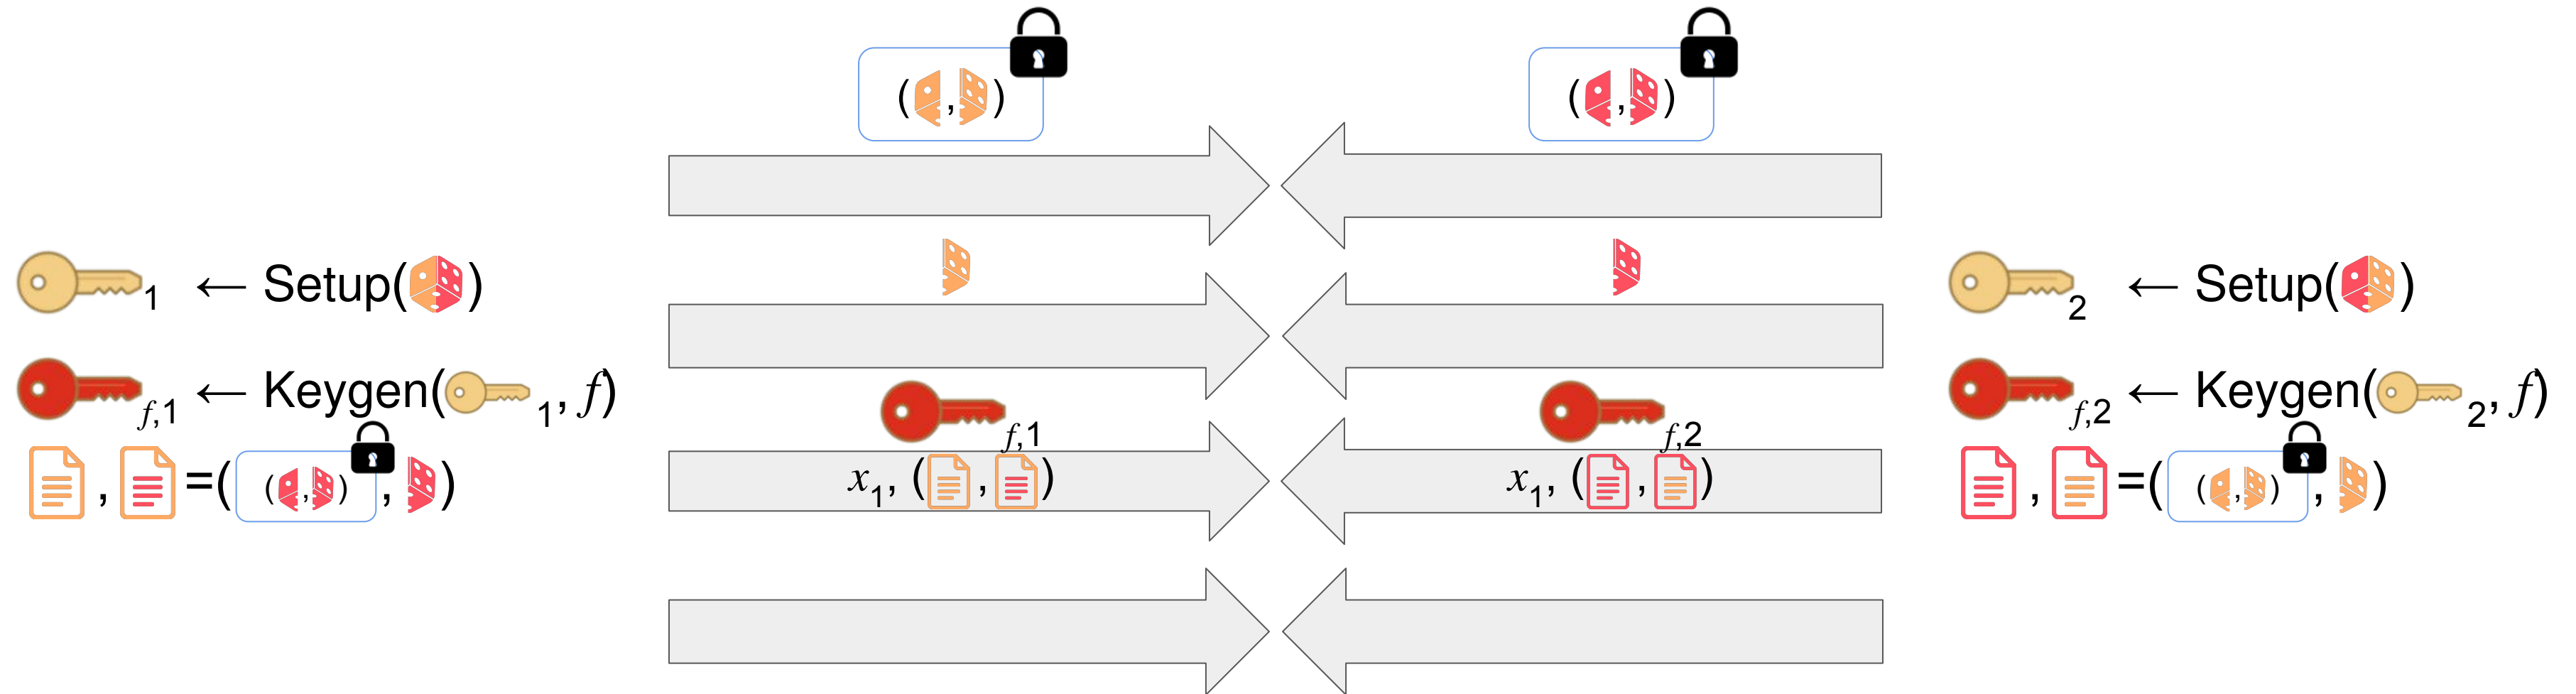 ( , )
( , )
1 ← Setup( )
2 ← Setup( )
f,1 ← Keygen( 1, f)
f,1
f,2
f,2 ← Keygen( 2, f)
, =( ( , ) , )
x1, ( , )
x1, ( , )
, =( ( , ) , )